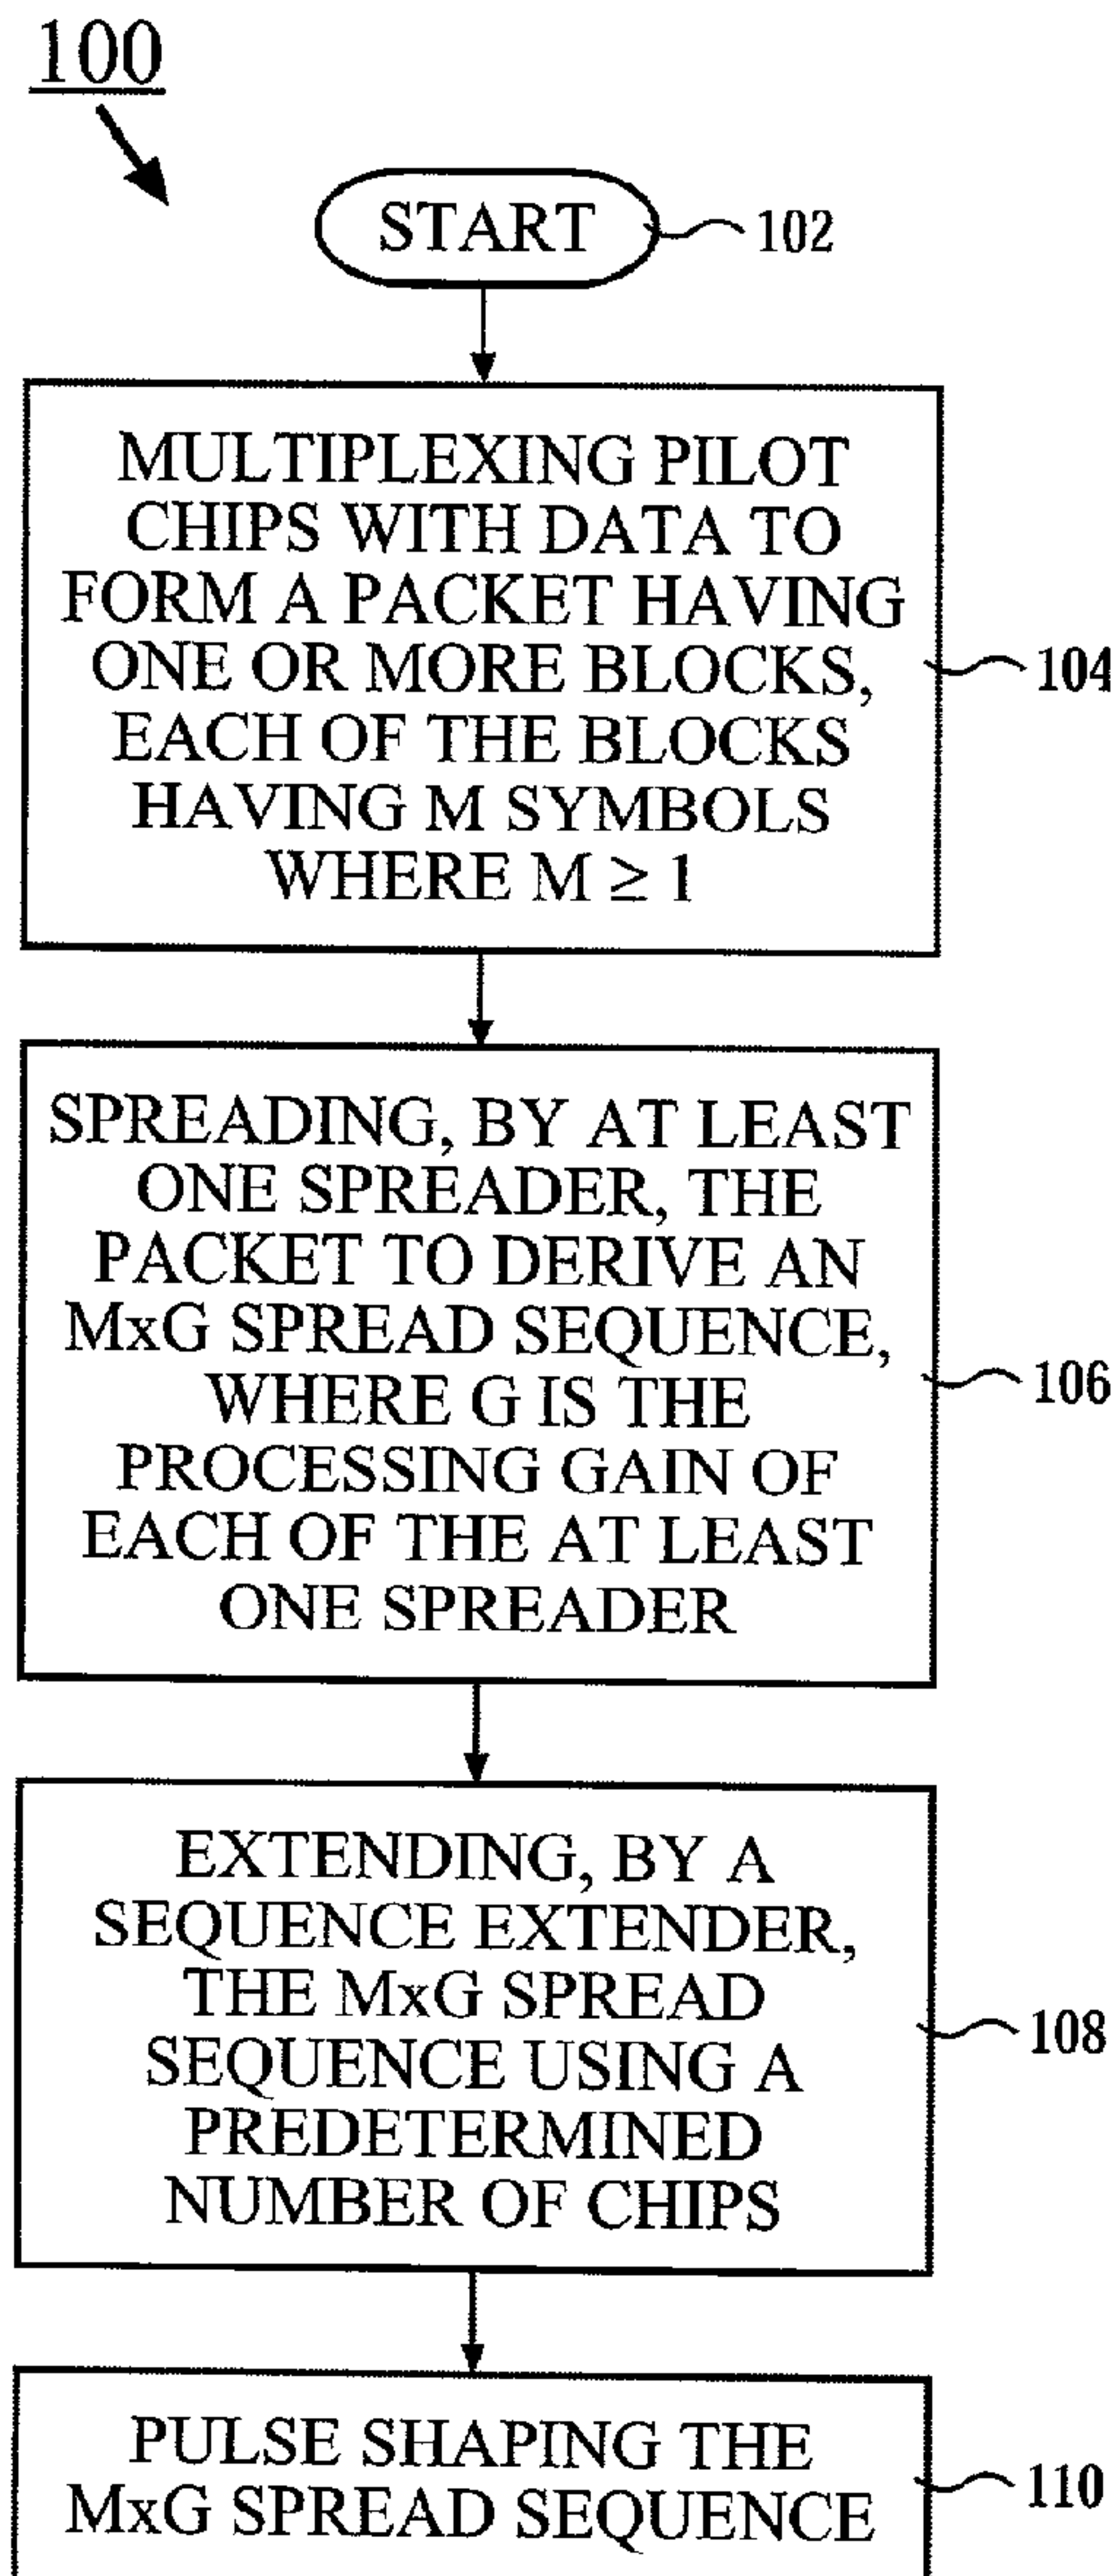 100
START
102
MULTIPLEXING PILOT
CHIPS WITH DATA TO
FORM A PACKET HAVING
ONE OR MORE BLOCKS,
EACH OF THE BLOCKS
HAVING M SYMBOLS
WHERE M ≥ 1
104
SPREADING, BY AT LEAST
ONE SPREADER, THE
PACKET TO DERIVE AN
MxG SPREAD SEQUENCE,
WHERE G IS THE
PROCESSING GAIN OF
EACH OF THE AT LEAST
ONE SPREADER
106
EXTENDING, BY A
SEQUENCE EXTENDER,
THE MxG SPREAD
SEQUENCE USING A
PREDETERMINED
NUMBER OF CHIPS
108
PULSE SHAPING THE
MxG SPREAD SEQUENCE
110